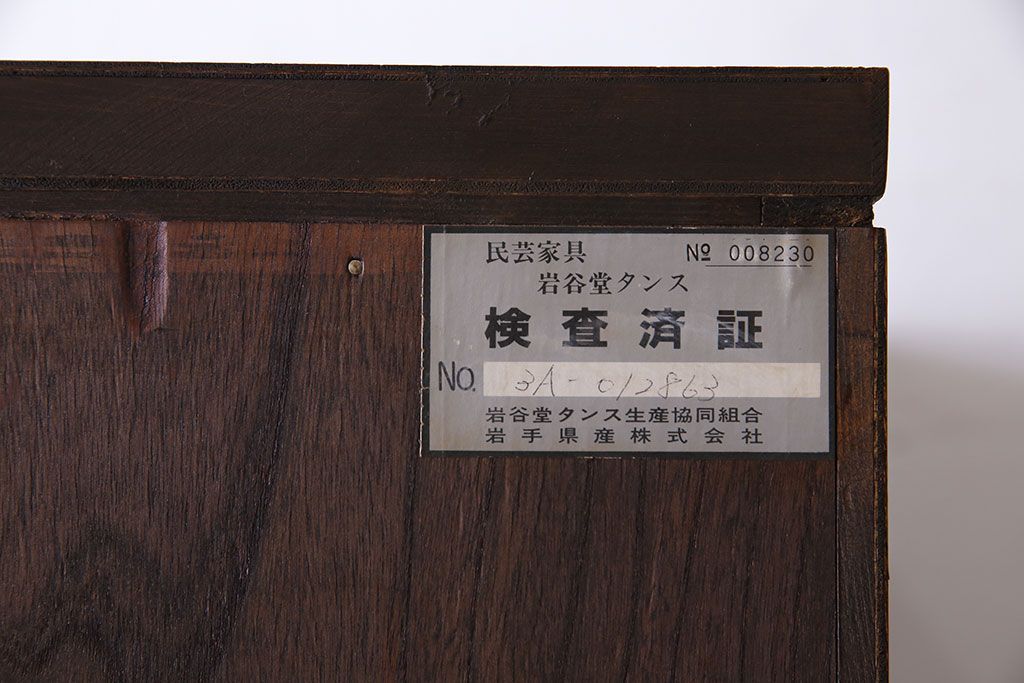 民芸家具 № 008230
岩谷堂タンス
検査済証
No. 3A-012863
岩谷堂タンス生産協同組合
岩手県産株式会社